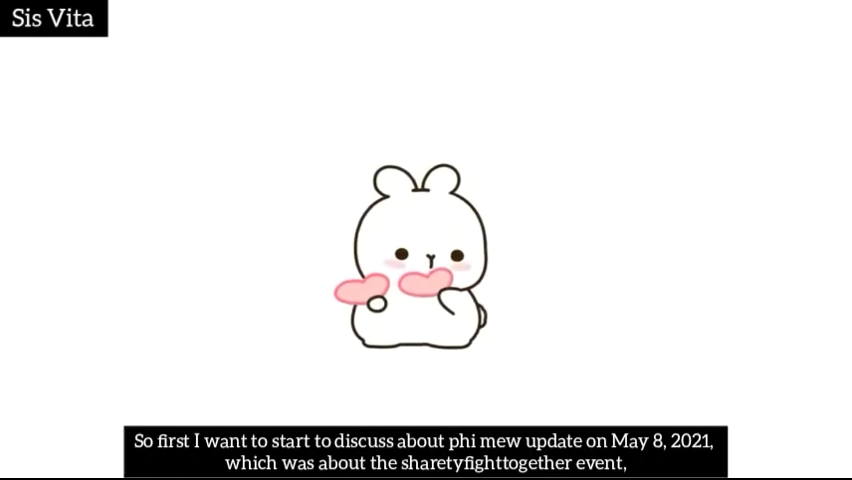 Sis Vita
So first I want to start to discuss about phi mew update on May 8, 2021,
which was about the sharetyfighttogether event,